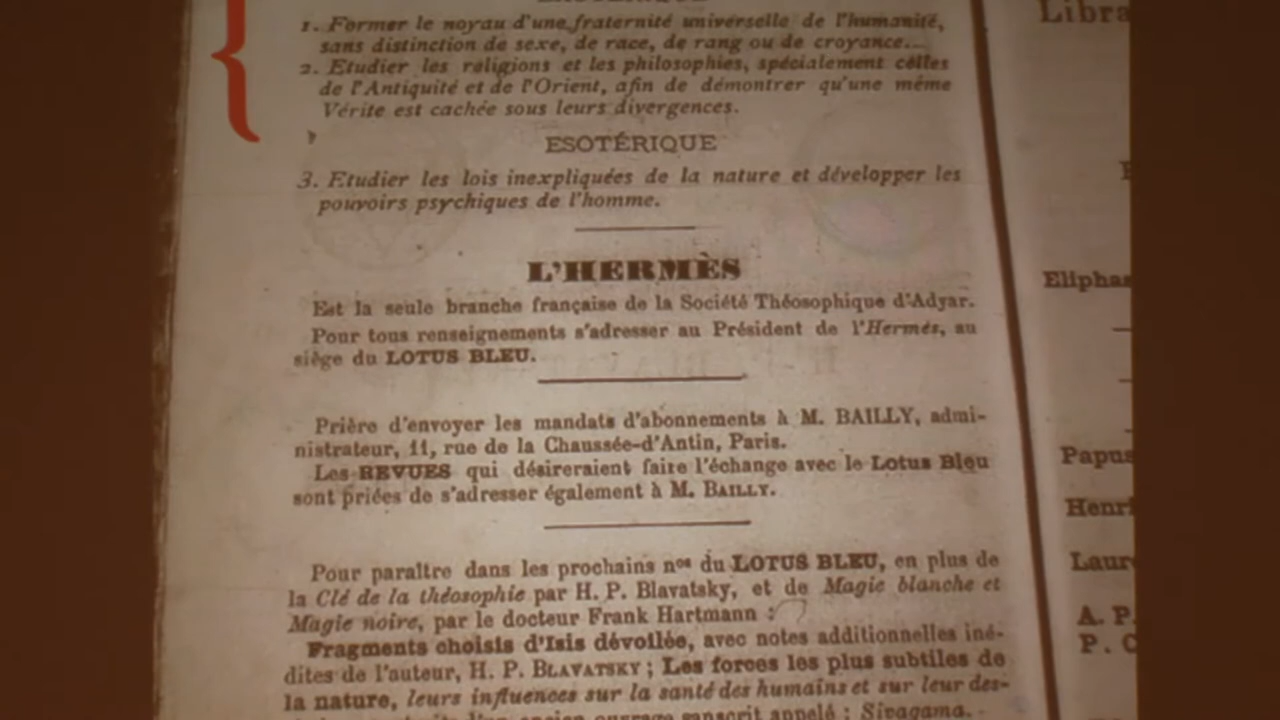 Libra
1. Former le noyau d'une fraternité universelle de l'humanité,
sans distinction de sexe, de race, de rang ou de croyance...
2. Etudier les religions et les philosophies, spécialement celles
de l'Antiquité et de l'Orient, afin de démontrer qu'une même
Vérite est cachée sous leurs divergences.
ESOTÉRIQUE
3. Etudier les lois inexpliquées de la nature et développer les
pouvoirs psychiques de l'homme.
L'HERMÈS
Est la seule branche française de la Société Théosophique d'Adyar.
Pour tous renseignements s'adresser au Président de l'Hermés, au
siège du LOTUS BLEU.
Prière d'envoyer les mandats d'abonnements à M. BAILLY, admi-
nistrateur, 11, rue de la Chaussée-d'Antin, Paris.
Les REVUES qui désireraient faire l'échange avec le Lotus Bleu
sont priées de s'adresser également à M. BAILLY.
Pour paraître dans les prochains nos du LOTUS BLEU, en plus de
la Clé de la théosophie par H. P. Blavatsky, et de Magie blanche et
Magie noire, par le docteur Frank Hartmann :
Fragments choisis d'Isis dévoilée, avec notes additionnelles iné-
dites de l'auteur, H. P. BLAVATSKY ; Les forces les plus subtiles de
la nature, leurs influences sur la santé des humains et sur leur des-
ancien ouvrage sanscrit appelé : Sivagama.
Eliphas
Papus
Henri
Laur
A. P.
P. C